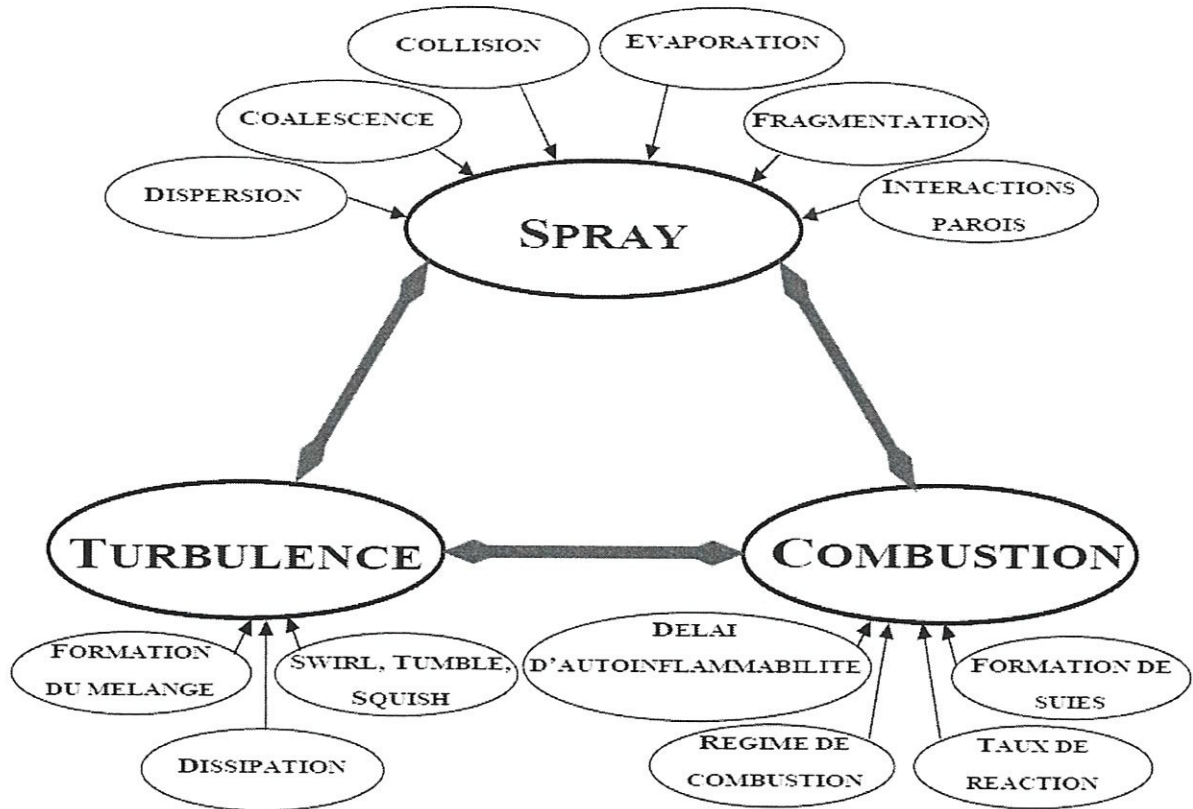 COLLISION
EVAPORATION
COALESCENCE
FRAGMENTATION
DISPERSION
INTERACTIONS
PAROIS
SPRAY
TURBULENCE
COMBUSTION
FORMATION
DU MELANGE
SWIRL, TUMBLE,
SQUISH
DISSIPATION
DELAI
D'AUTOINFLAMMABILITE
FORMATION DE
SUIES
REGIME DE
COMBUSTION
TAUX DE
REACTION